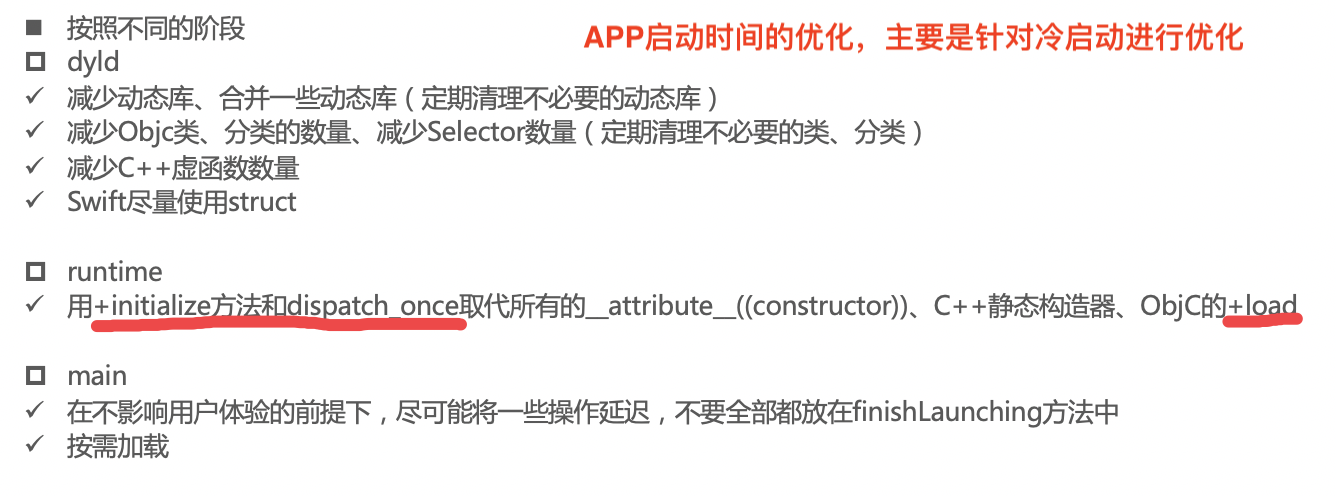 按照不同的阶段
APP启动时间的优化，主要是针对冷启动进行优化
dyld
减少动态库、合并一些动态库（定期清理不必要的动态库）
减少Objc类、分类的数量、减少Selector数量（定期清理不必要的类、分类）
减少C++虚函数数量
Swift尽量使用struct
runtime
用+initialize方法和dispatch_once取代所有的__attribute__((constructor))、C++静态构造器、ObjC的+load
main
在不影响用户体验的前提下，尽可能将一些操作延迟，不要全部都放在finishLaunching方法中
按需加载